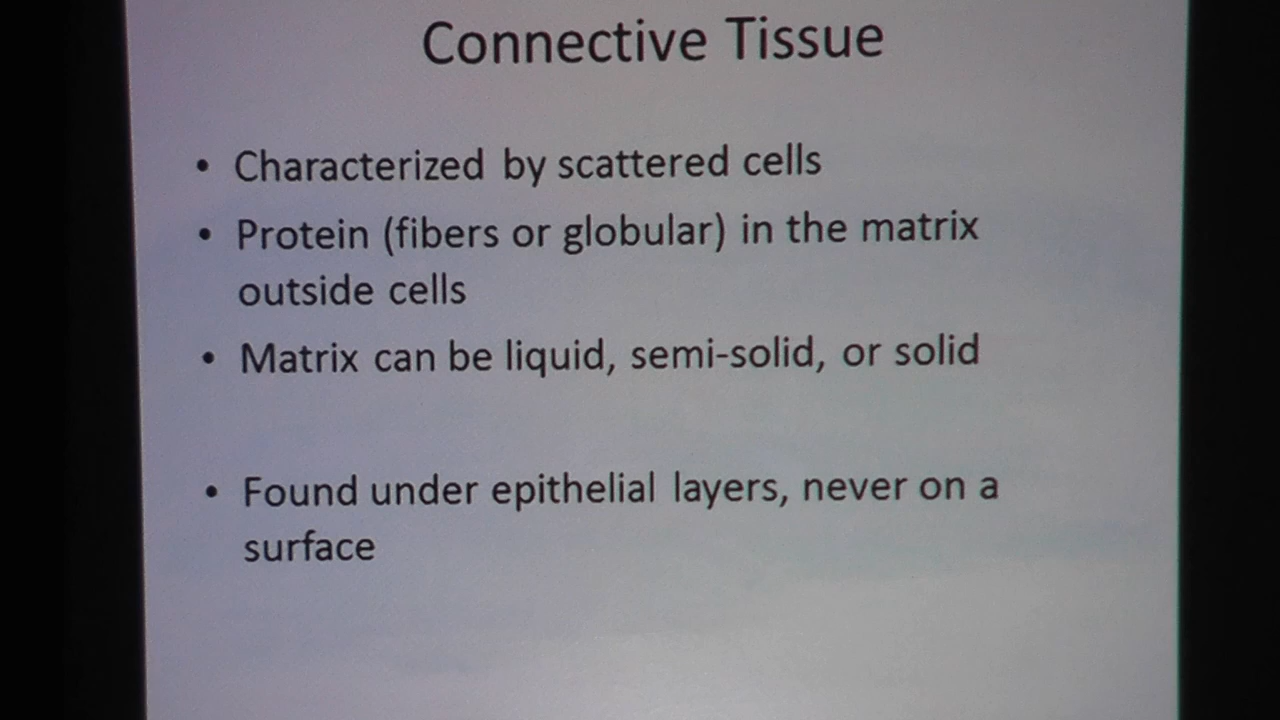 Connective Tissue
• Characterized by scattered cells
• Protein (fibers or globular) in the matrix
outside cells
• Matrix can be liquid, semi-solid, or solid
• Found under epithelial layers, never on a
surface